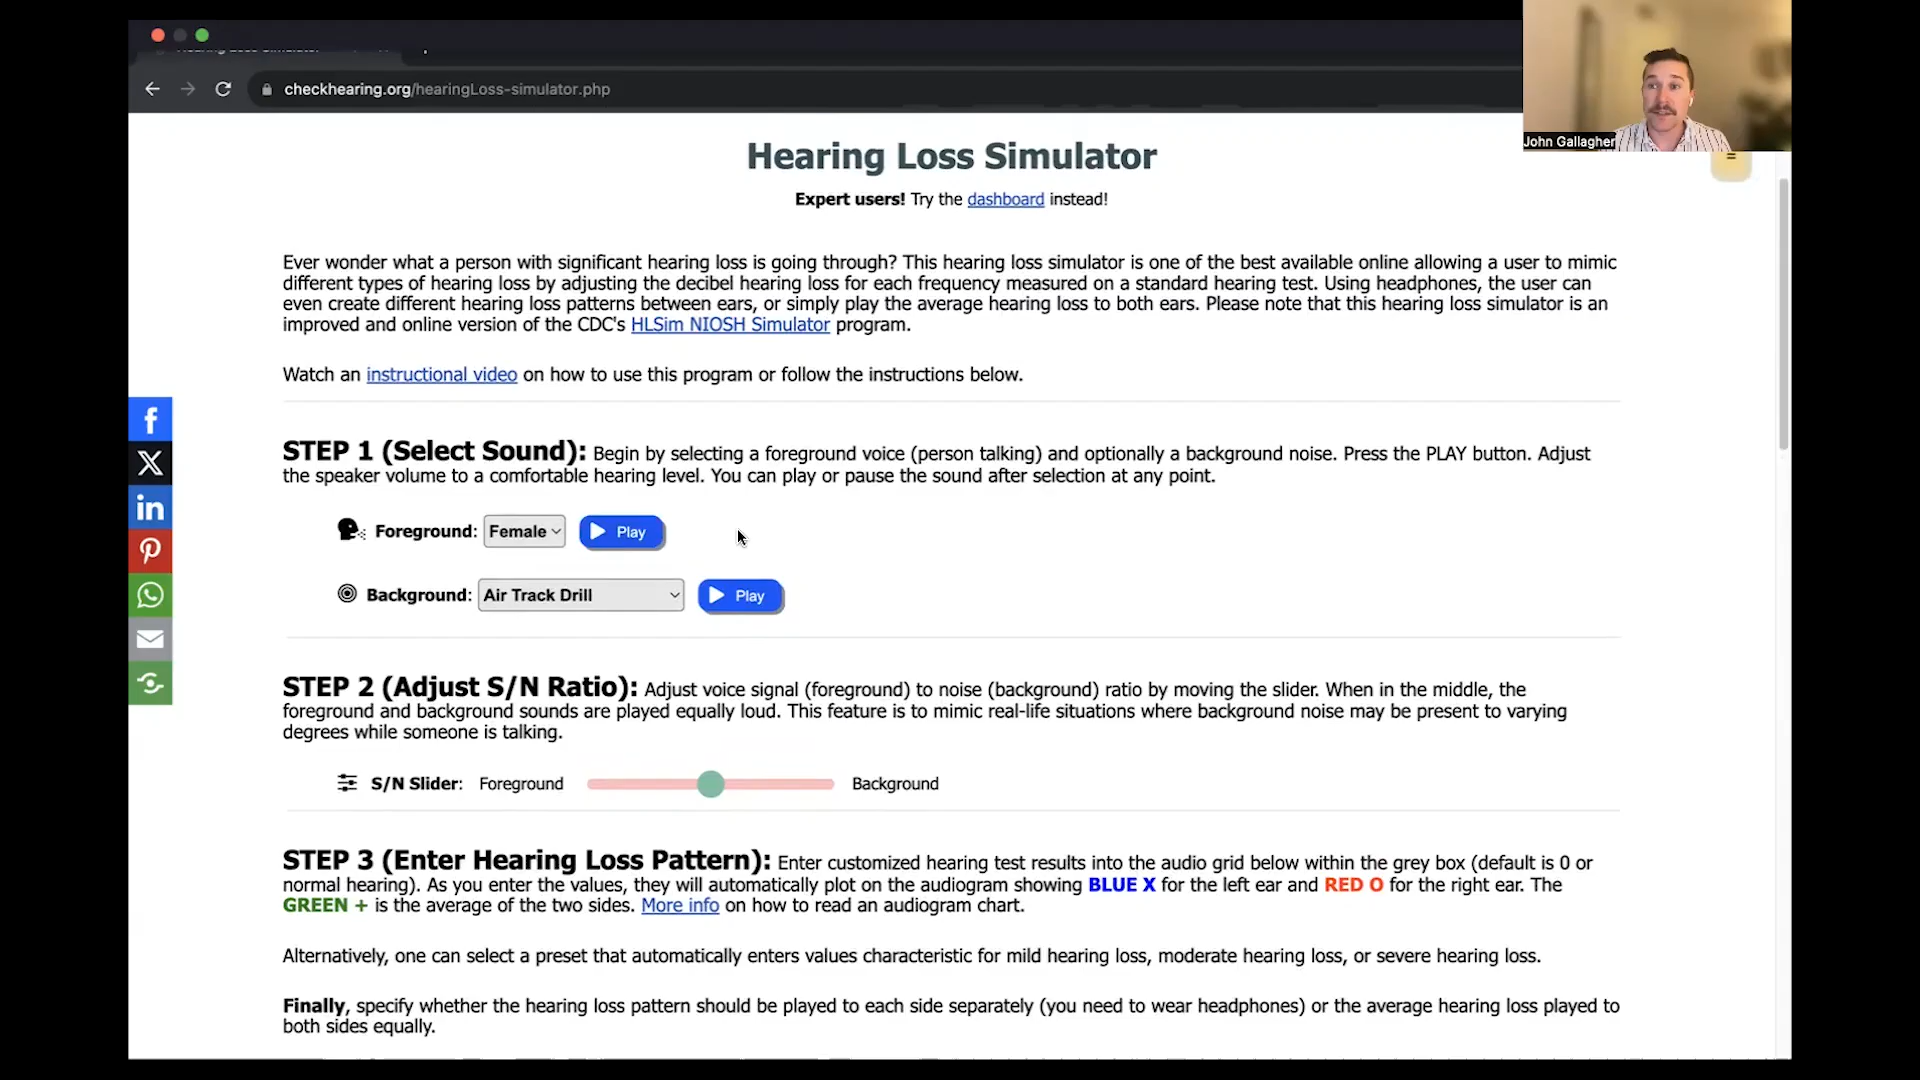 checkhearing.org/hearingLoss-simulator.php
John Gallagher
Hearing Loss Simulator
Expert users! Try the dashboard instead!
Ever wonder what a person with significant hearing loss is going through? This hearing loss simulator is one of the best available online allowing a user to mimic
different types of hearing loss by adjusting the decibel hearing loss for each frequency measured on a standard hearing test. Using headphones, the user can
even create different hearing loss patterns between ears, or simply play the average hearing loss to both ears. Please note that this hearing loss simulator is an
improved and online version of the CDC's HLSim NIOSH Simulator program.
Watch an instructional video on how to use this program or follow the instructions below.
STEP 1 (Select Sound): Begin by selecting a foreground voice (person talking) and optionally a background noise. Press the PLAY button. Adjust
the speaker volume to a comfortable hearing level. You can play or pause the sound after selection at any point.
Foreground: Female Play
Background: Air Track Drill Play
STEP 2 (Adjust S/N Ratio): Adjust voice signal (foreground) to noise (background) ratio by moving the slider. When in the middle, the
foreground and background sounds are played equally loud. This feature is to mimic real-life situations where background noise may be present to varying
degrees while someone is talking.
S/N Slider: Foreground Background
STEP 3 (Enter Hearing Loss Pattern): Enter customized hearing test results into the audio grid below within the grey box (default is 0 or
normal hearing). As you enter the values, they will automatically plot on the audiogram showing BLUE X for the left ear and RED O for the right ear. The
GREEN + is the average of the two sides. More info on how to read an audiogram chart.
Alternatively, one can select a preset that automatically enters values characteristic for mild hearing loss, moderate hearing loss, or severe hearing loss.
Finally, specify whether the hearing loss pattern should be played to each side separately (you need to wear headphones) or the average hearing loss played to
both sides equally.